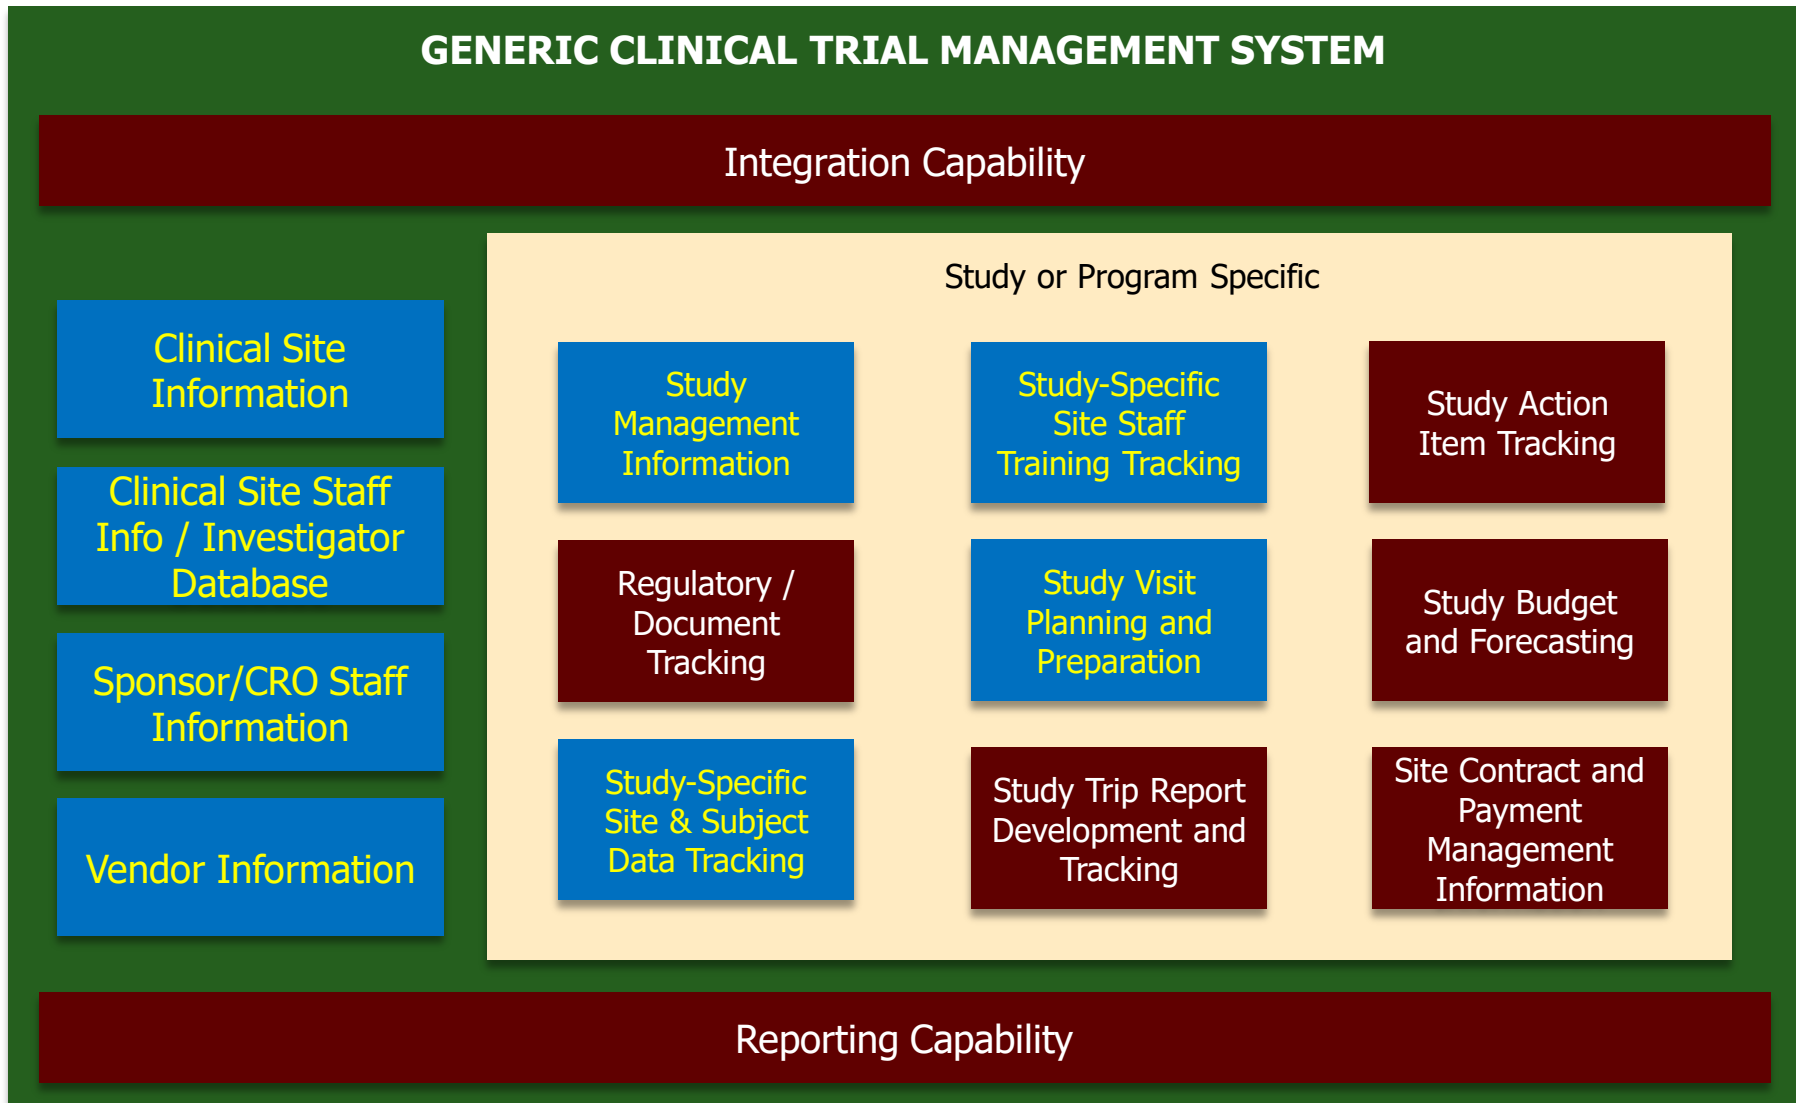 GENERIC CLINICAL TRIAL MANAGEMENT SYSTEM
Integration Capability
Clinical Site
Information
Clinical Site Staff
Info / Investigator
Database
Sponsor/CRO Staff
Information
Vendor Information
Study or Program Specific
Study
Management
Information
Study-Specific
Site Staff
Training Tracking
Study Action
Item Tracking
Regulatory /
Document
Tracking
Study Visit
Planning and
Preparation
Study Budget
and Forecasting
Study-Specific
Site & Subject
Data Tracking
Study Trip Report
Development and
Tracking
Site Contract and
Payment
Management
Information
Reporting Capability